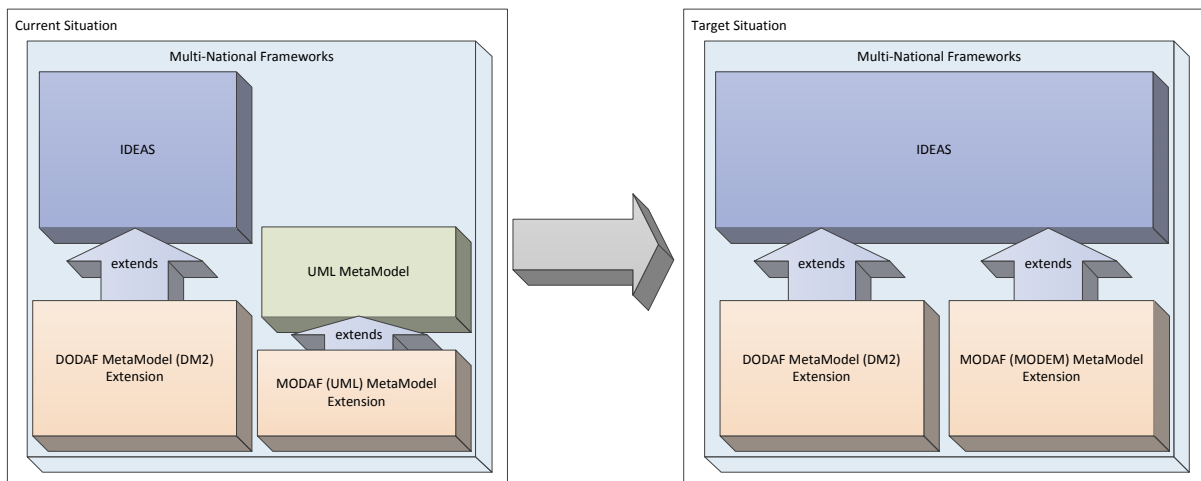 Current Situation
Multi-National Frameworks
IDEAS
extends
UML MetaModel
extends
DODAF MetaModel (DM2)
Extension
MODAF (UML) MetaModel
Extension
Target Situation
Multi-National Frameworks
IDEAS
extends
extends
DODAF MetaModel (DM2)
Extension
MODAF (MODEM) MetaModel
Extension